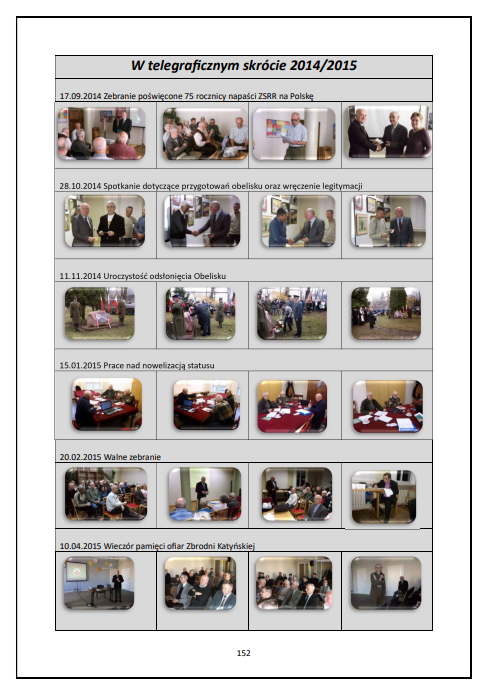 W telegraficznym skrócie 2014/2015
17.09.2014 Zebranie poświęcone 75 rocznicy napaści ZSRR na Polskę
28.10.2014 Spotkanie dotyczące przygotowań obelisku oraz wręczenie legitymacji
11.11.2014 Uroczystość odsłonięcia Obelisku
15.01.2015 Prace nad nowelizacją statusu
20.02.2015 Walne zebranie
10.04.2015 Wieczór pamięci ofiar Zbrodni Katyńskiej
152